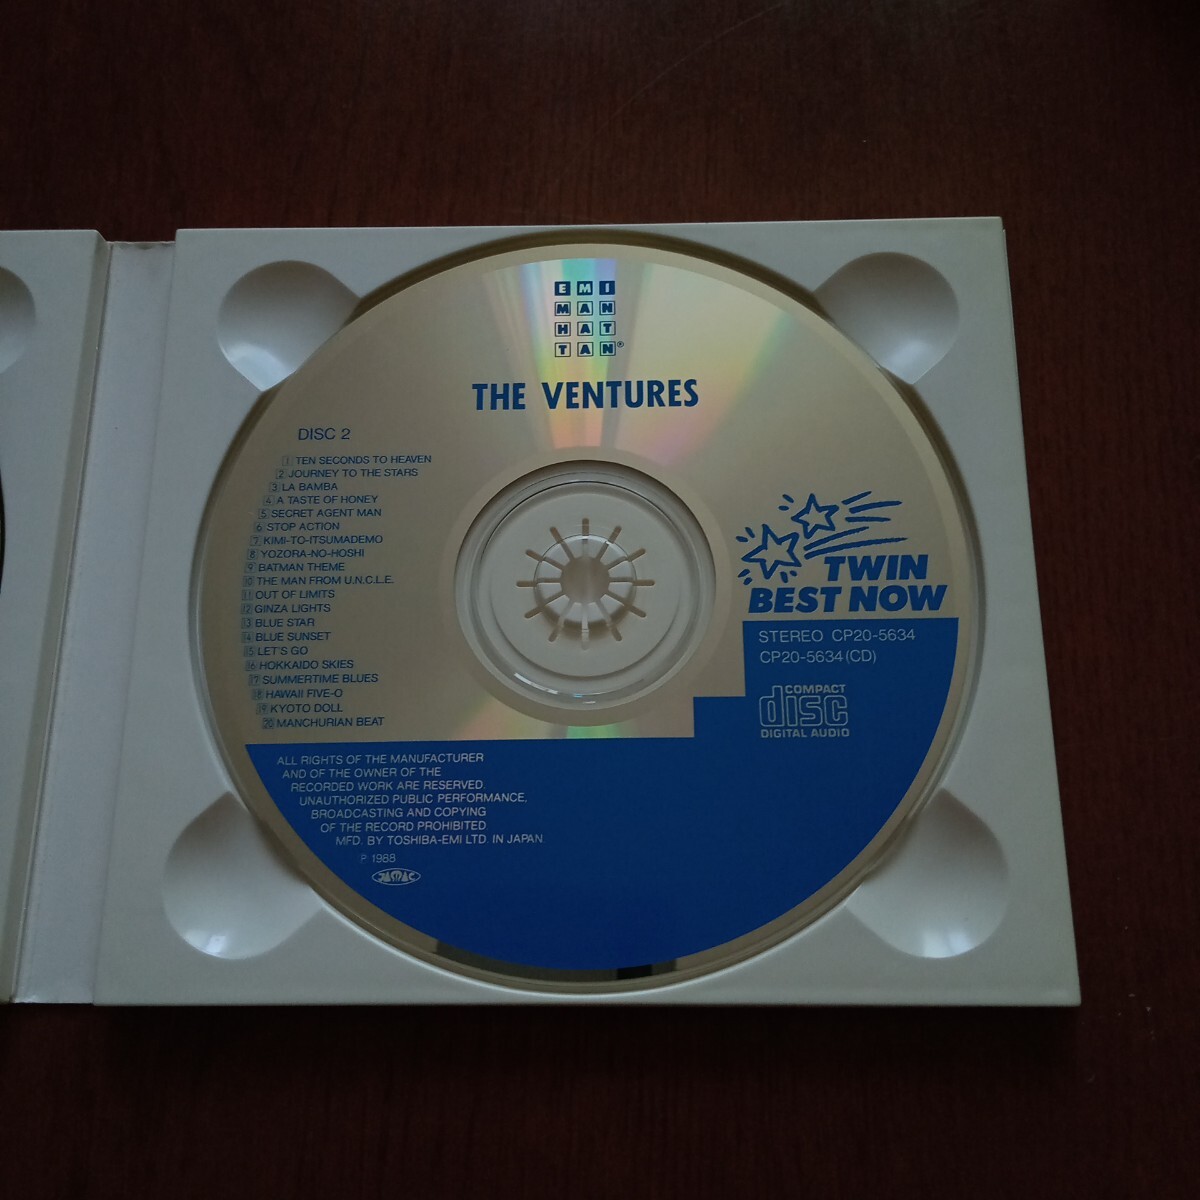 EMI
MAN
HAT
TAN®
THE VENTURES
DISC 2
1 TEN SECONDS TO HEAVEN
2 JOURNEY TO THE STARS
3 LA BAMBA
4 A TASTE OF HONEY
5 SECRET AGENT MAN
6 STOP ACTION
7 KIMI-TO-ITSUMADEMO
8 YOZORA-NO-HOSHI
9 BATMAN THEME
10 THE MAN FROM U.N.C.L.E.
11 OUT OF LIMITS
12 GINZA LIGHTS
13 BLUE STAR
14 BLUE SUNSET
15 LET'S GO
16 HOKKAIDO SKIES
17 SUMMERTIME BLUES
18 HAWAII FIVE-O
19 KYOTO DOLL
20 MANCHURIAN BEAT
TWIN
BEST NOW
STEREO CP20-5634
CP20-5634(CD)
COMPACT
disc
DIGITAL AUDIO
ALL RIGHTS OF THE MANUFACTURER
AND OF THE OWNER OF THE
RECORDED WORK ARE RESERVED.
UNAUTHORIZED PUBLIC PERFORMANCE,
BROADCASTING AND COPYING
OF THE RECORD PROHIBITED.
MFD. BY TOSHIBA-EMI LTD. IN JAPAN
P 1988
JASRAC